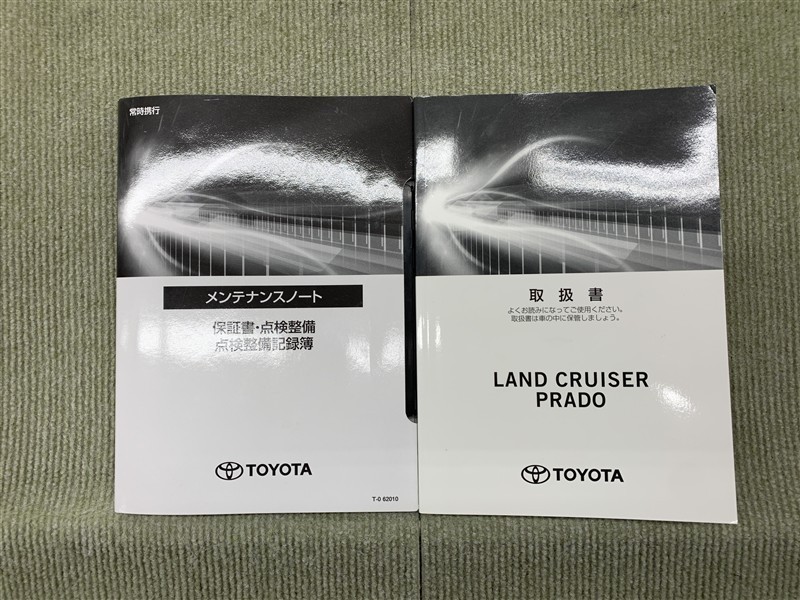 常時携行
メンテナンスノート
保証書・点検整備
点検整備記録簿
TOYOTA
T-0 62010
取扱書
よくお読みになってご使用ください。
取扱書は車の中に保管しましょう。
LAND CRUISER
PRADO
TOYOTA